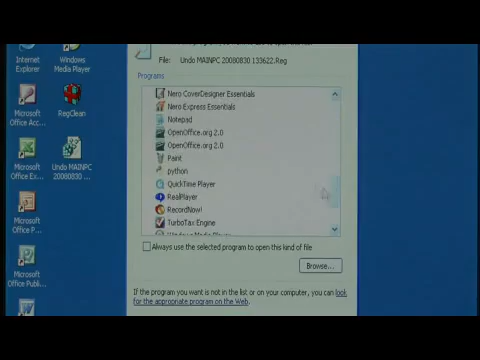 Internet
Explorer
Windows
Media Player
Microsoft
Office Acc...
RegClean
Microsoft
Office Ex...
Undo MAINPC
20080830 ...
Microsoft
Office P...
Microsoft
Office Publ...
File: Undo MAINPC 20080830 133622.Reg
Programs
Nero CoverDesigner Essentials
Nero Express Essentials
Notepad
OpenOffice.org 2.0
OpenOffice.org 2.0
Paint
python
QuickTime Player
RealPlayer
RecordNow!
TurboTax Engine
Windows Media Player
Always use the selected program to open this kind of file
Browse...
If the program you want is not in the list or on your computer, you can look
for the appropriate program on the Web.